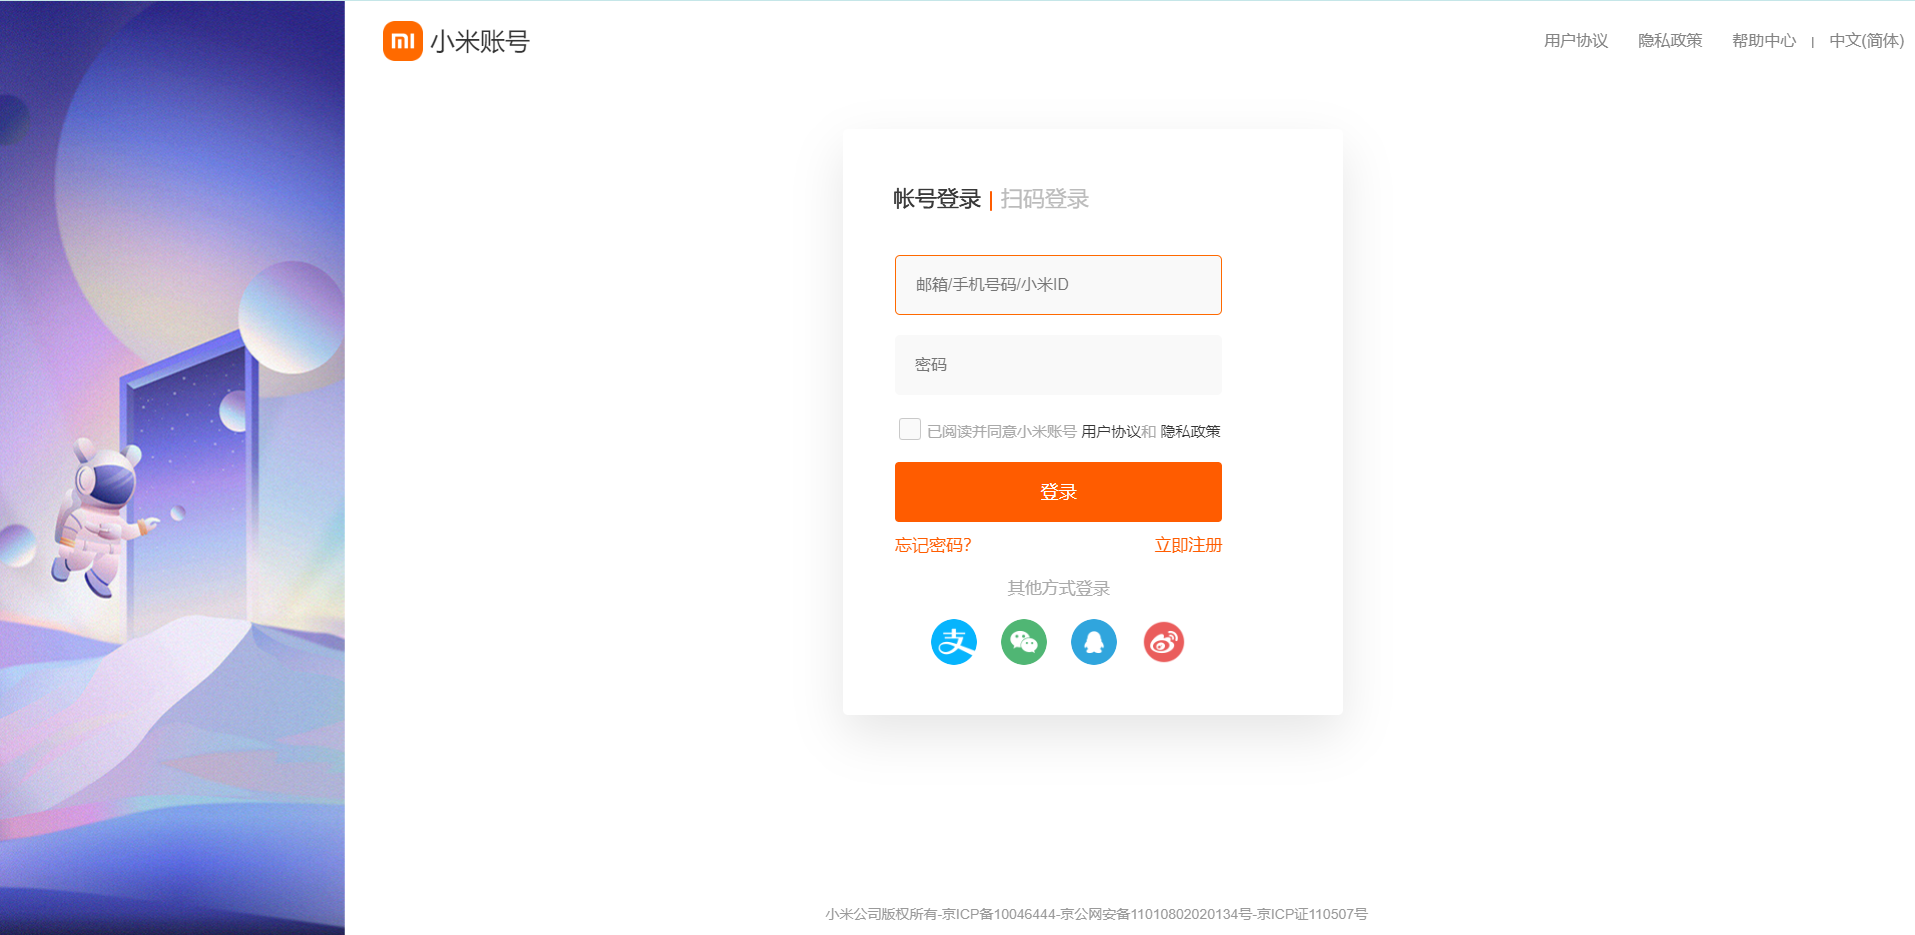 小米账号
用户协议 隐私政策 帮助中心 | 中文(简体)
帐号登录 | 扫码登录
邮箱/手机号码/小米ID
密码
已阅读并同意小米账号 用户协议和 隐私政策
登录
忘记密码? 立即注册
其他方式登录
支
小米公司版权所有-京ICP备10046444-京公网安备11010802020134号-京ICP证110507号